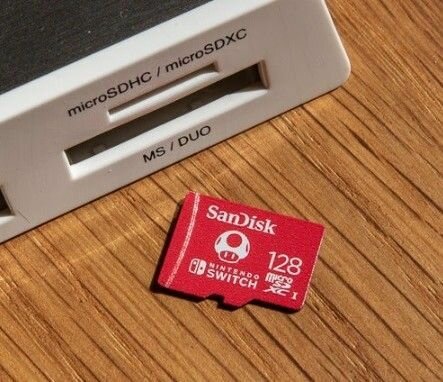 microSDHC / microSDXC
MS / DUO
SanDisk
128
NINTENDO
SWITCH
micro
SD
XC I